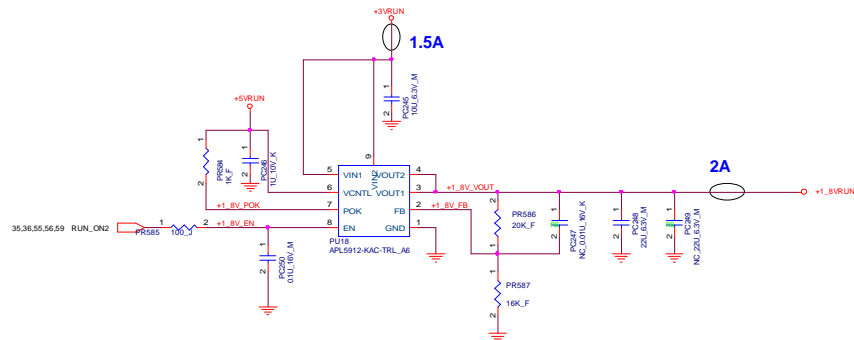 +3VRUN
1.5A
1
2
PC245
10U_6.3V_M
+5VRUN
1
2
PR584
1K_F
1
2
PC246
1U_10V_K
9
VIN2
5 VIN1
VOUT2 4
6 VCNTL
VOUT1 3
+1_8V_VOUT
+1_8V_POK
7 POK
FB 2
+1_8V_FB
35,36,55,56,59 RUN_ON2
1
2
PR585
100_J
+1_8V_EN
8 EN
GND 1
PU18
APL5912-KAC-TRL_A6
1
2
PC250
0.1U_16V_M
1
2
PR586
20K_F
1
2
PR587
16K_F
1
2
PC247
NC_0.01U_16V_K
1
2
PC248
22U_6.3V_M
1
2
PC249
NC_22U_6.3V_M
2A
+1_8VRUN